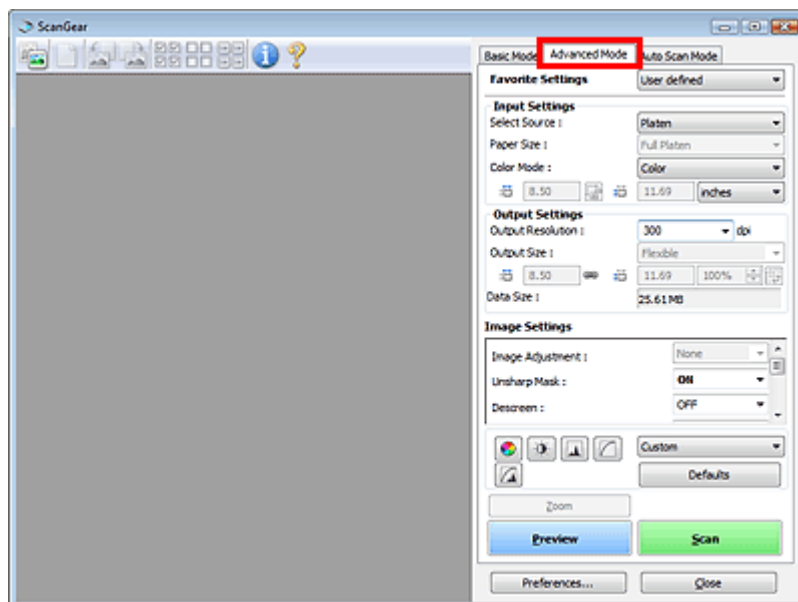 ScanGear
Basic Mode Advanced Mode Auto Scan Mode
Favorite Settings User defined
Input Settings
Select Source : Platen
Paper Size : Full Platen
Color Mode : Color
8.50 11.69 inches
Output Settings
Output Resolution : 300 dpi
Output Size : Flexible
8.50 11.69 100%
Data Size : 25.61 MB
Image Settings
Image Adjustment : None
Unsharp Mask : ON
Descreen : OFF
Custom
Defaults
Zoom
Preview Scan
Preferences... Close